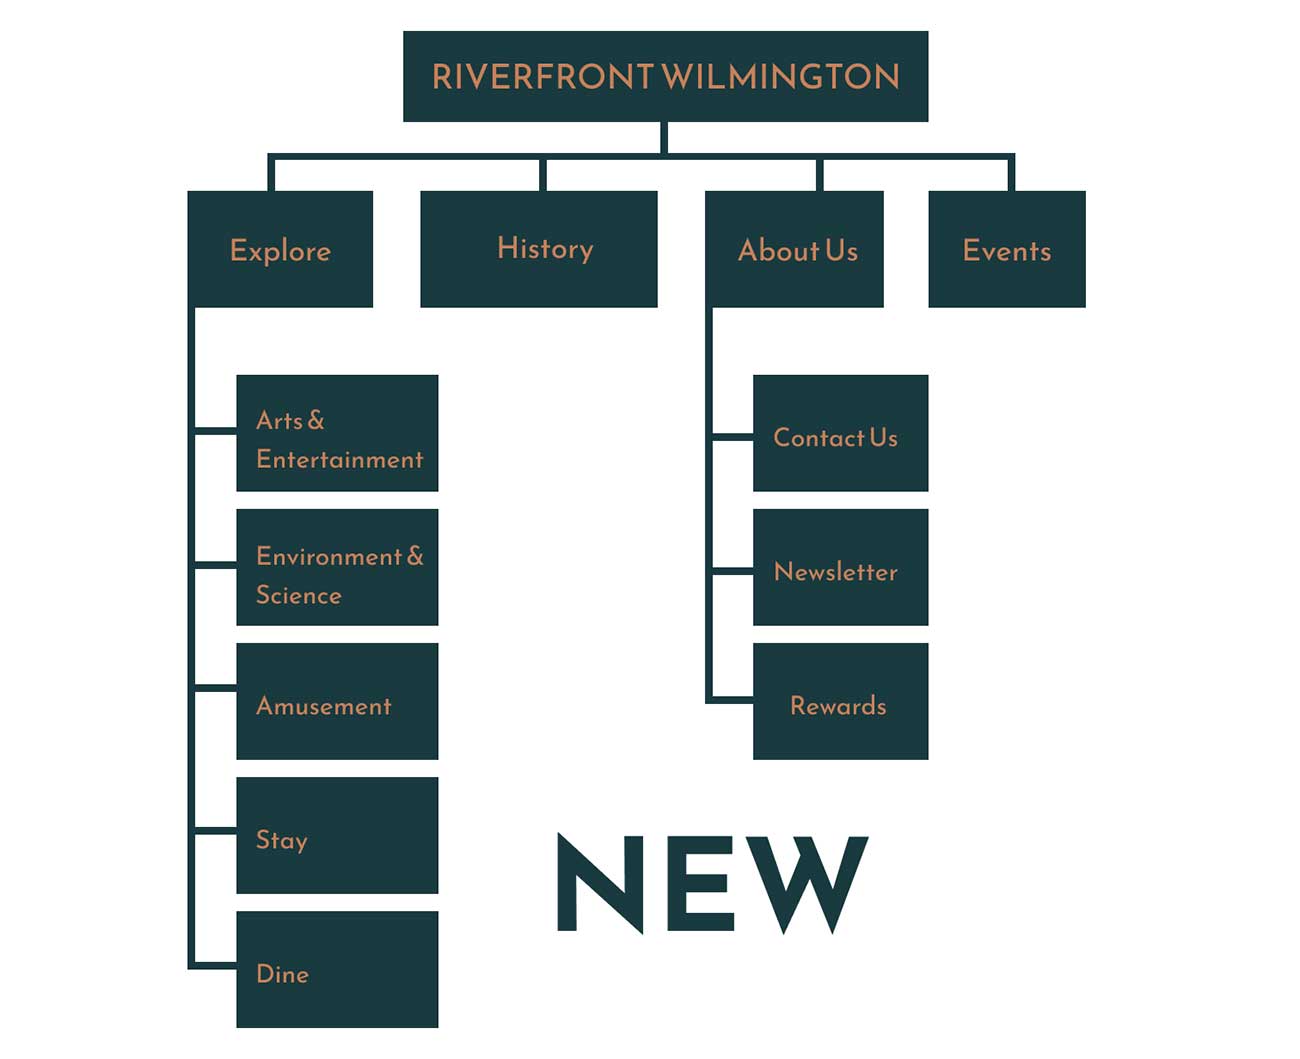 RIVERFRONT WILMINGTON
Explore
History
About Us
Events
Arts &
Entertainment
Environment &
Science
Amusement
Stay
Dine
Contact Us
Newsletter
Rewards
NEW